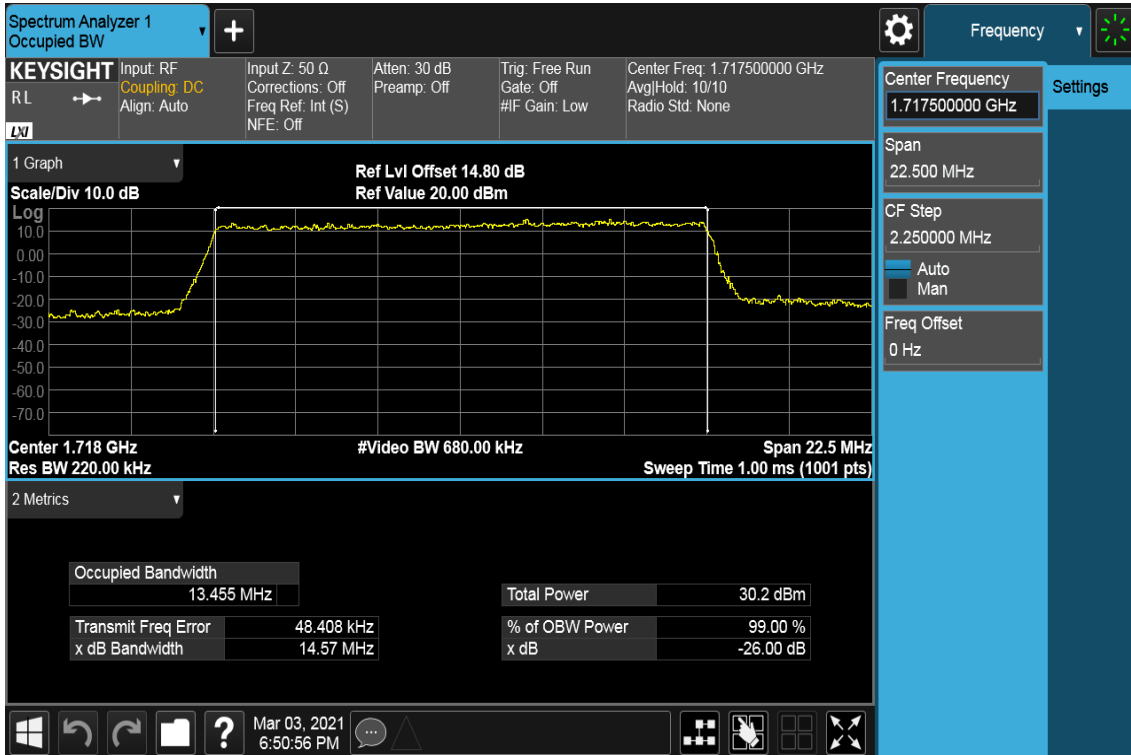 Spectrum Analyzer 1
Occupied BW
+
Frequency
KEYSIGHT
R L
LXI
Input: RF
Coupling: DC
Align: Auto
Input Z: 50 Ω
Corrections: Off
Freq Ref: Int (S)
NFE: Off
Atten: 30 dB
Preamp: Off
Trig: Free Run
Gate: Off
#IF Gain: Low
Center Freq: 1.717500000 GHz
Avg|Hold: 10/10
Radio Std: None
Center Frequency
1.717500000 GHz
Settings
Span
22.500 MHz
CF Step
2.250000 MHz
Auto
Man
Freq Offset
0 Hz
1 Graph
Ref Lvl Offset 14.80 dB
Scale/Div 10.0 dB
Ref Value 20.00 dBm
Log
10.0
0.00
-10.0
-20.0
-30.0
-40.0
-50.0
-60.0
-70.0
Center 1.718 GHz
#Video BW 680.00 kHz
Span 22.5 MHz
Res BW 220.00 kHz
Sweep Time 1.00 ms (1001 pts)
2 Metrics
Occupied Bandwidth
13.455 MHz
Total Power 30.2 dBm
Transmit Freq Error 48.408 kHz
% of OBW Power 99.00 %
x dB Bandwidth 14.57 MHz
x dB -26.00 dB
?
Mar 03, 2021
6:50:56 PM